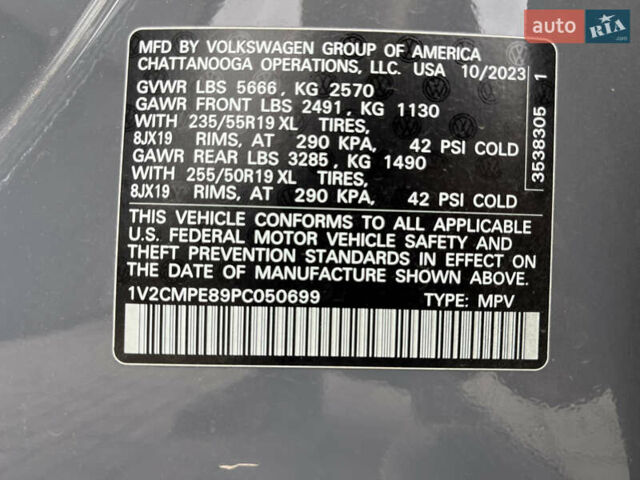 auto RIA
.com
MFD BY VOLKSWAGEN GROUP OF AMERICA
CHATTANOOGA OPERATIONS, LLC. USA 10/2023
GVWR LBS 5666, KG 2570
GAWR FRONT LBS 2491, KG 1130
WITH 235/55R19 XL TIRES,
8JX19 RIMS, AT 290 KPA, 42 PSI COLD
GAWR REAR LBS 3285, KG 1490
WITH 255/50R19 XL TIRES,
8JX19 RIMS, AT 290 KPA, 42 PSI COLD
THIS VEHICLE CONFORMS TO ALL APPLICABLE
U.S. FEDERAL MOTOR VEHICLE SAFETY AND
THEFT PREVENTION STANDARDS IN EFFECT ON
THE DATE OF MANUFACTURE SHOWN ABOVE.
1V2CMPE89PC050699 TYPE: MPV
3538305 1